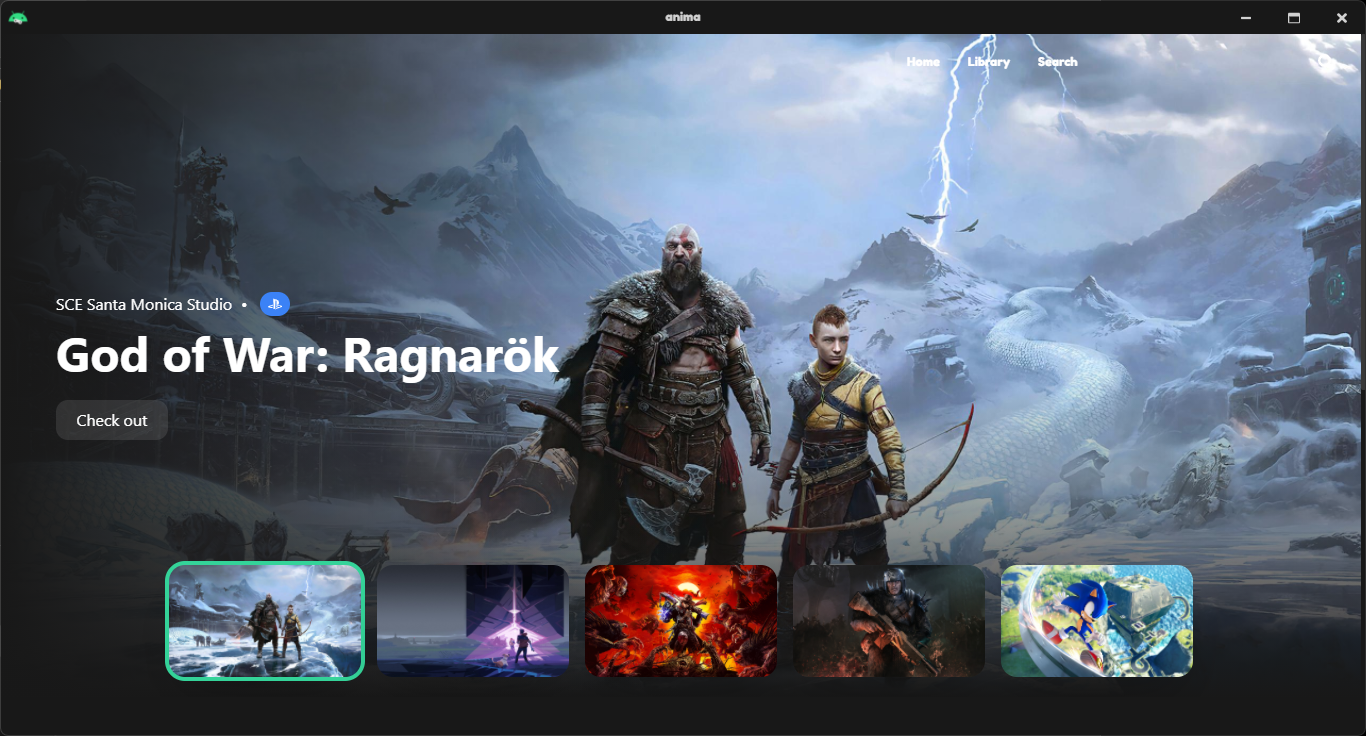 anima
Home Library Search
SCE Santa Monica Studio •
God of War: Ragnarök
Check out